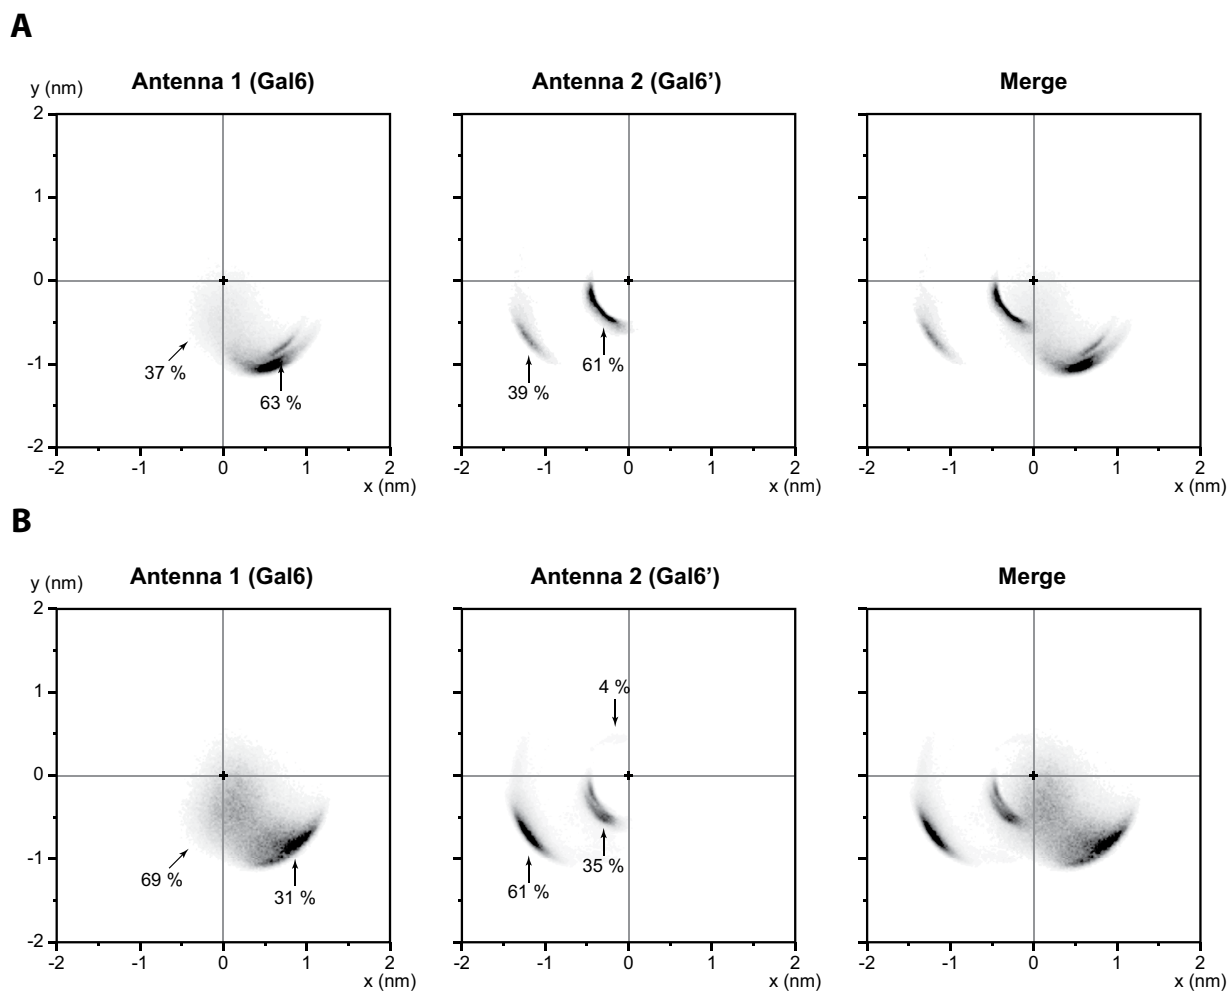 A
Antenna 1 (Gal6) Antenna 2 (Gal6’) Merge
y (nm)
2
1
0
-1
-2
37 %
63 %
39 %
61 %
-2 -1 0 1 2 -2 -1 0 1 2 -2 -1 0 1 2
x (nm) x (nm) x (nm)
B
Antenna 1 (Gal6) Antenna 2 (Gal6’) Merge
y (nm)
2
1
0
-1
-2
69 %
31 %
4 %
35 %
61 %
-2 -1 0 1 2 -2 -1 0 1 2 -2 -1 0 1 2
x (nm) x (nm) x (nm)